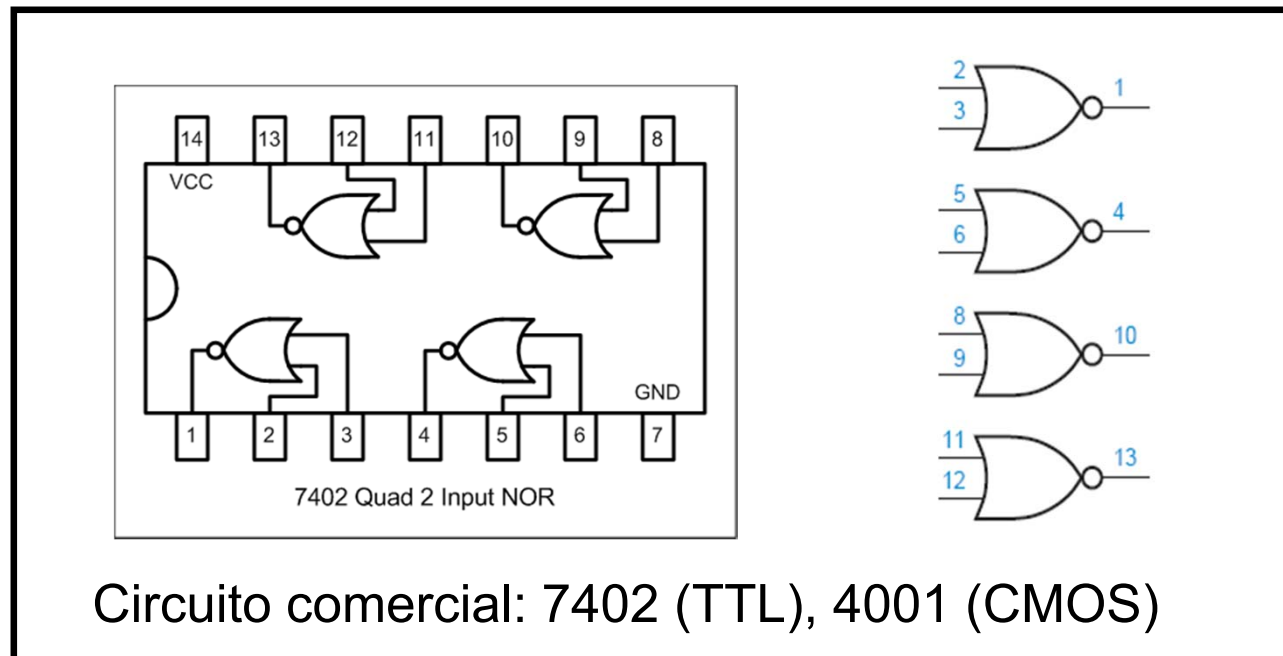 14 13 12 11 10 9 8
VCC
GND
1 2 3 4 5 6 7
7402 Quad 2 Input NOR
2
3
1
5
6
4
8
9
10
11
12
13
Circuito comercial: 7402 (TTL), 4001 (CMOS)